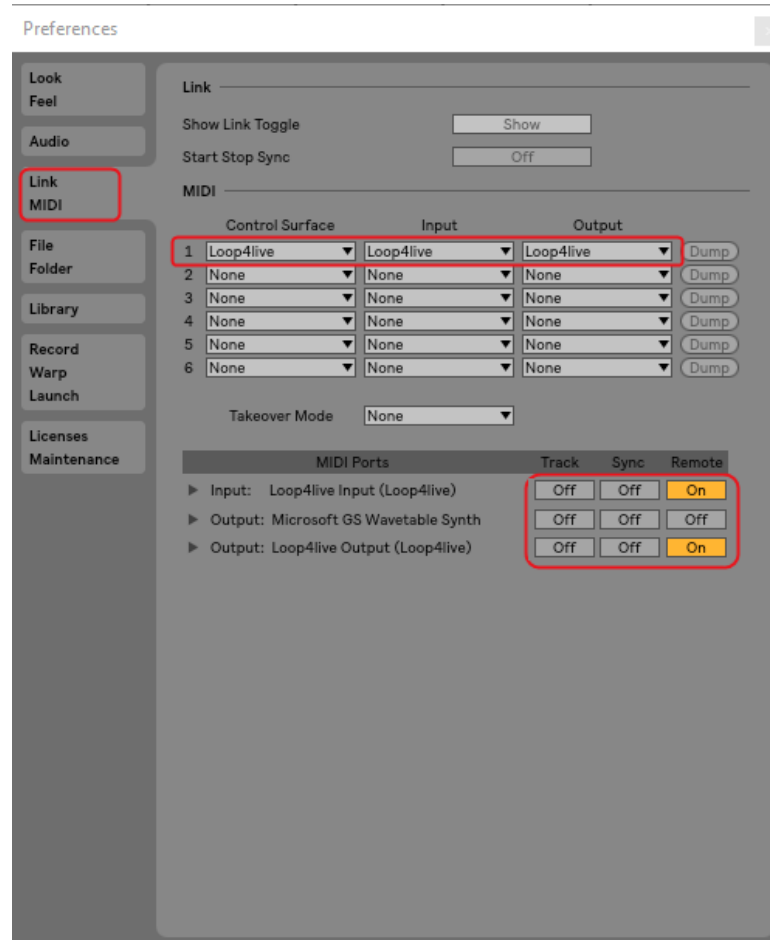 Preferences
Look
Feel
Audio
Link
MIDI
File
Folder
Library
Record
Warp
Launch
Licenses
Maintenance
Link
Show Link Toggle Show
Start Stop Sync Off
MIDI
Control Surface Input Output
1 Loop4live Loop4live Loop4live Dump
2 None None None Dump
3 None None None Dump
4 None None None Dump
5 None None None Dump
6 None None None Dump
Takeover Mode None
MIDI Ports Track Sync Remote
Input: Loop4live Input (Loop4live) Off Off On
Output: Microsoft GS Wavetable Synth Off Off Off
Output: Loop4live Output (Loop4live) Off Off On